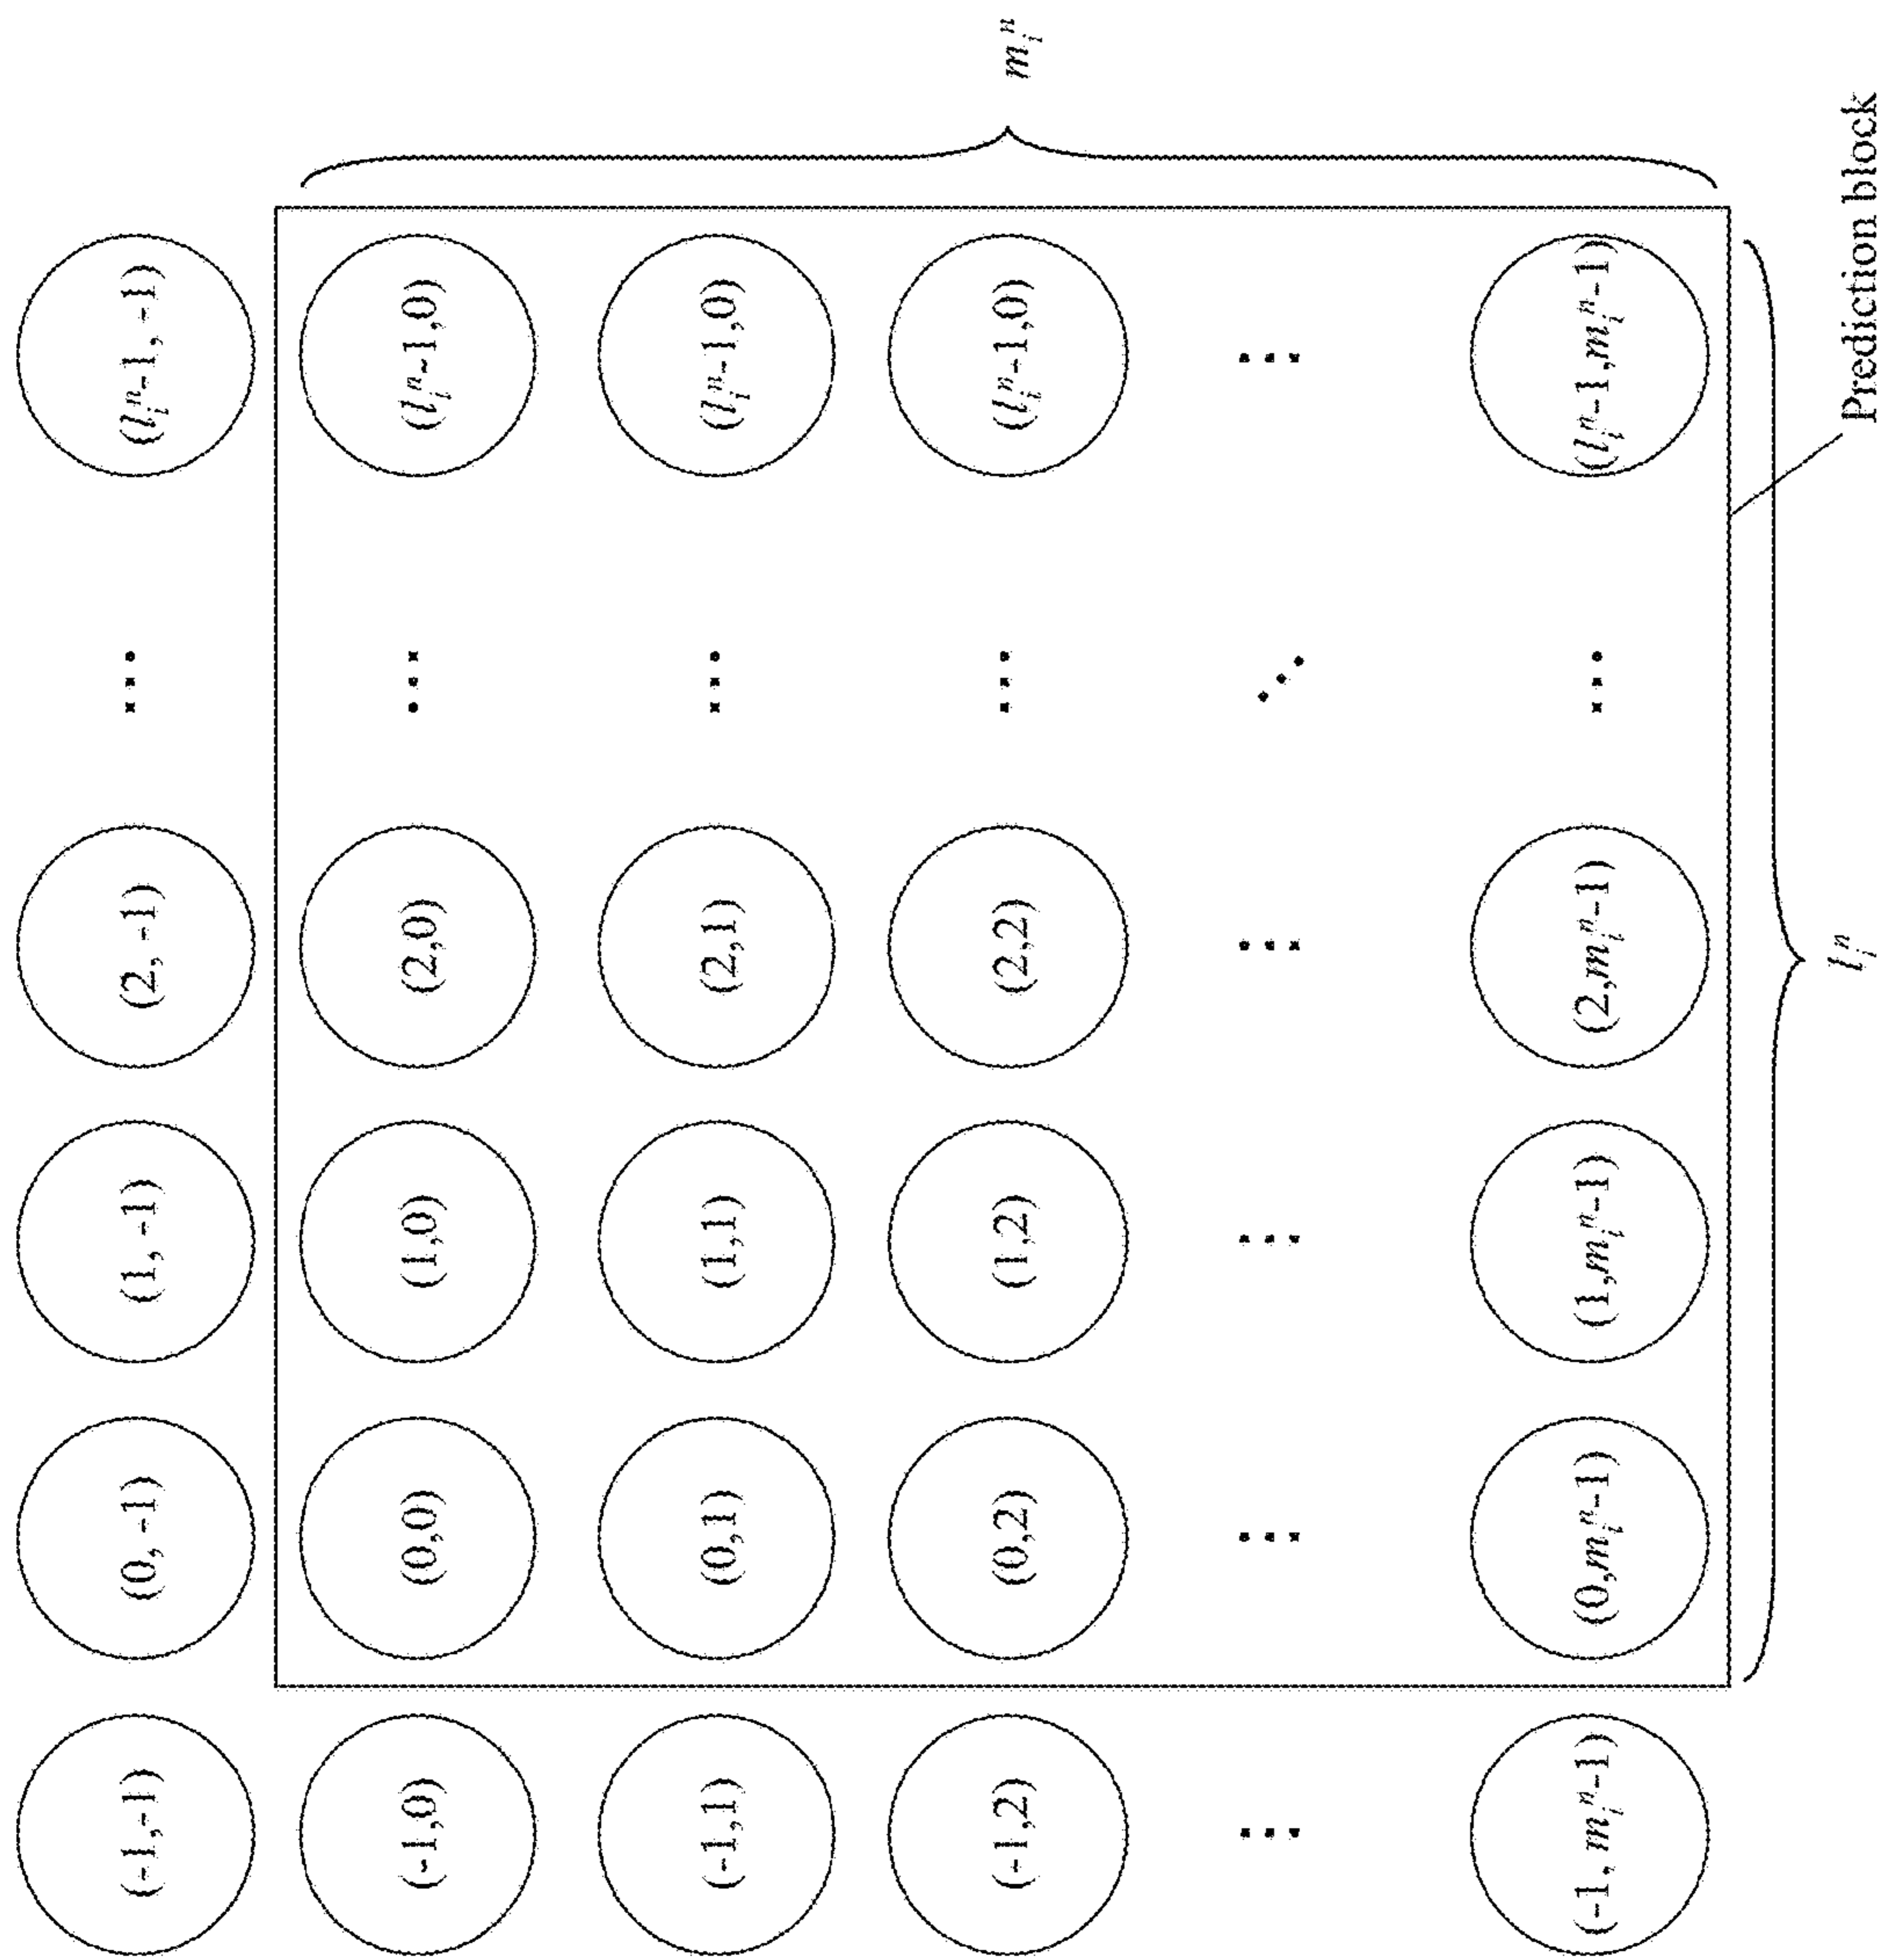 (-1,-1) (0, -1) (1, -1) (2, -1) ... (l_i^n-1, -1)
(-1,0) (0,0) (1,0) (2,0) ... (l_i^n-1,0)
(-1,1) (0,1) (1,1) (2,1) ... (l_i^n-1,0)
(-1,2) (0,2) (1,2) (2,2) ... (l_i^n-1,0)
m_i^n
(-1, m_i^n-1) (0,m_i^n-1) (1,m_i^n-1) (2,m_i^n-1) ... (l_i^n-1,m_i^n-1)
l_i^n
Prediction block